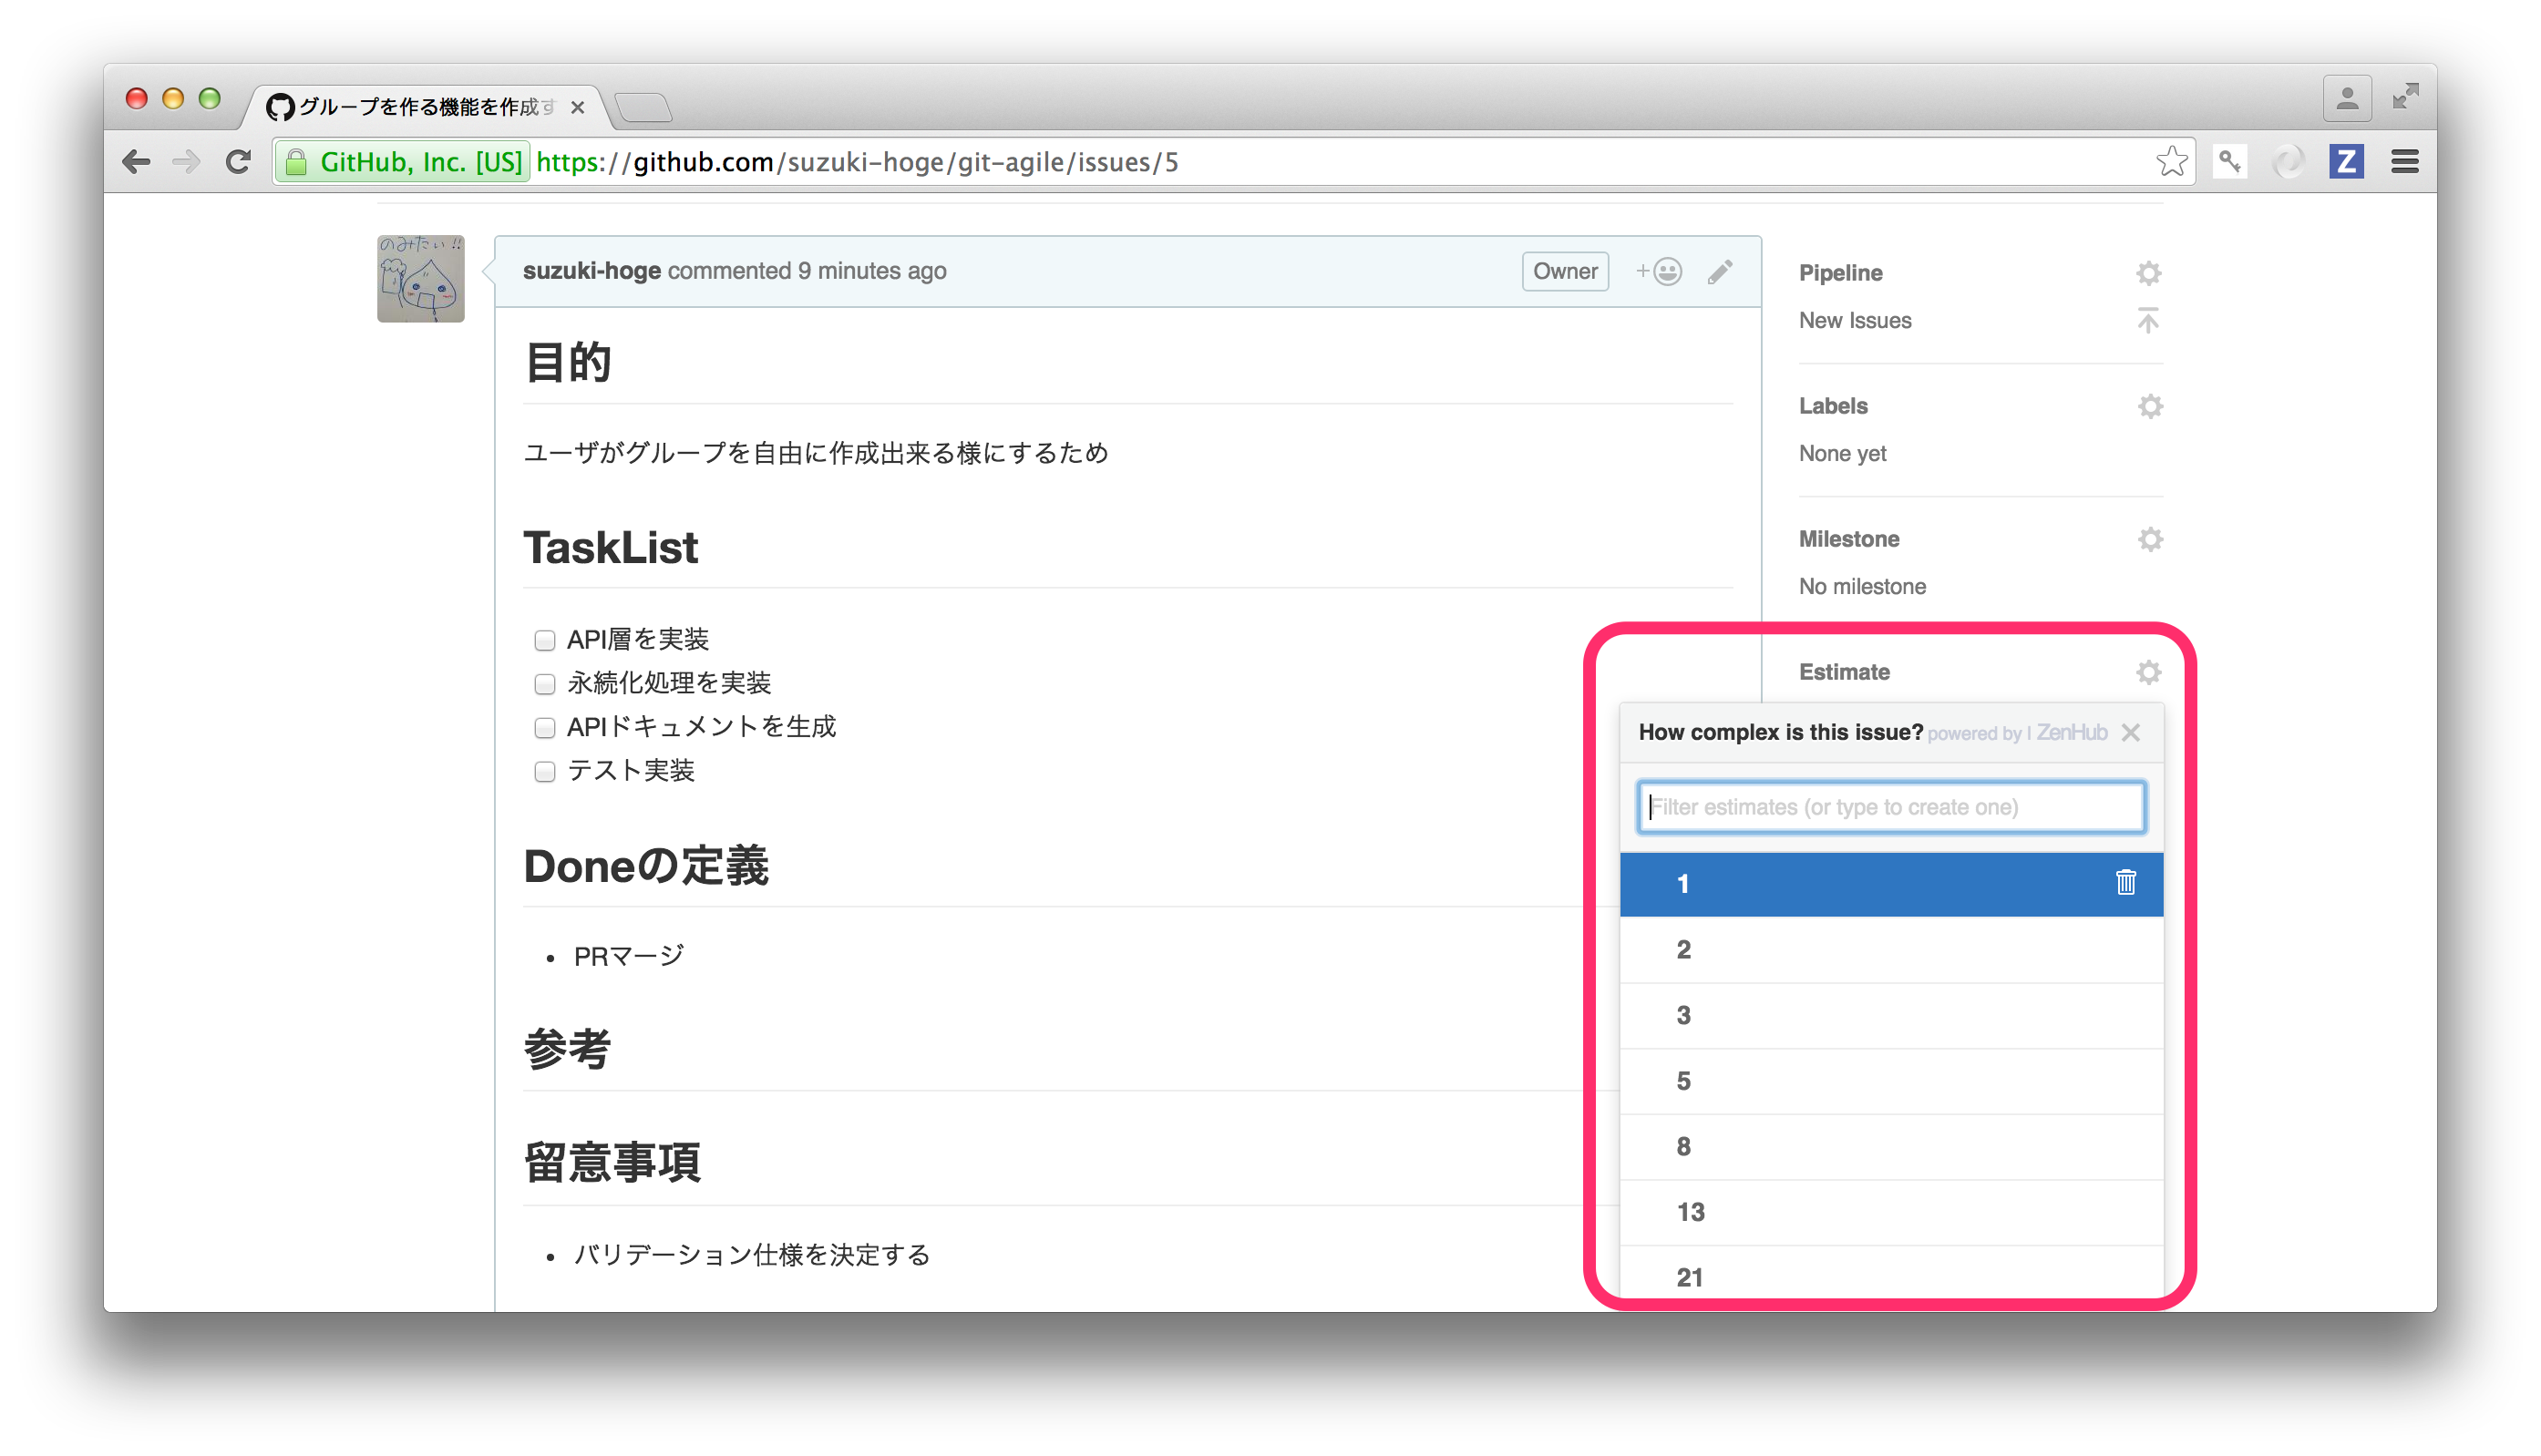 グループを作る機能を作成す
GitHub, Inc. [US] https://github.com/suzuki-hoge/git-agile/issues/5
Z
のみたい!!
suzuki-hoge commented 9 minutes ago
Owner
目的
ユーザがグループを自由に作成出来る様にするため
TaskList
API層を実装
永続化処理を実装
APIドキュメントを生成
テスト実装
Doneの定義
PRマージ
参考
留意事項
バリデーション仕様を決定する
Pipeline
New Issues
Labels
None yet
Milestone
No milestone
Estimate
How complex is this issue? powered by | ZenHub
Filter estimates (or type to create one)
1
2
3
5
8
13
21